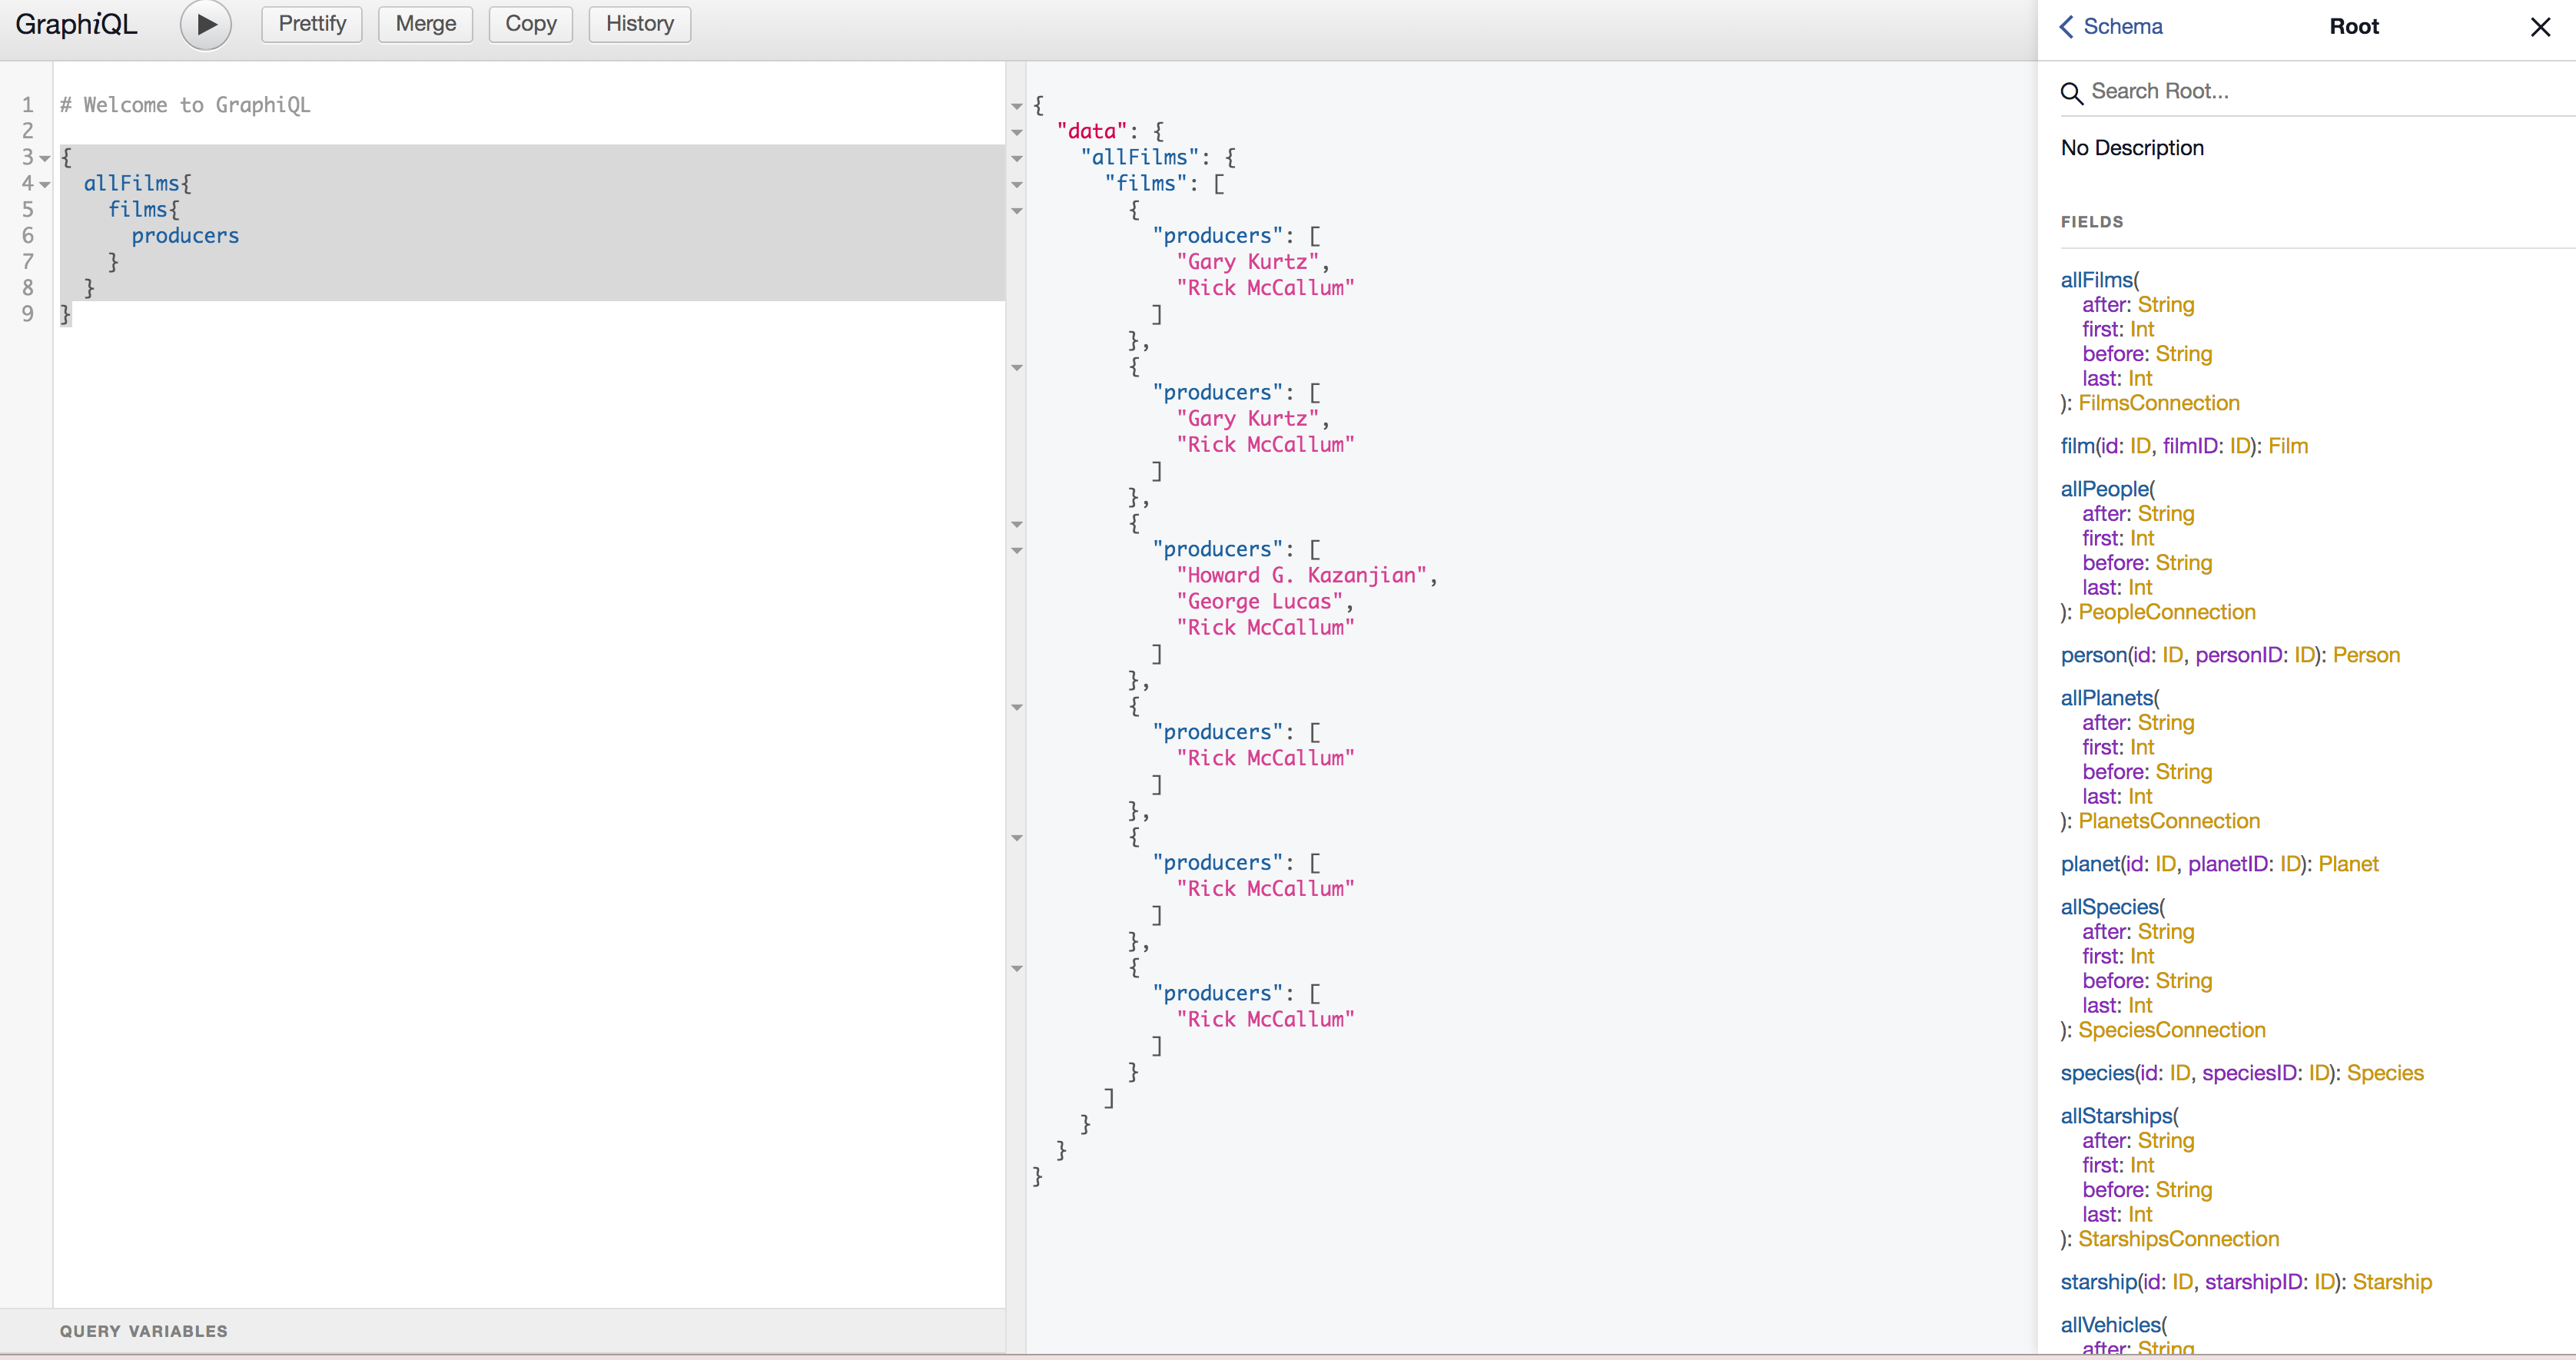 GraphiQL
Prettify
Merge
Copy
History
1 # Welcome to GraphiQL
2
3 {
4 allFilms{
5 films{
6 producers
7 }
8 }
9 }
QUERY VARIABLES
{
"data": {
"allFilms": {
"films": [
{
"producers": [
"Gary Kurtz",
"Rick McCallum"
]
},
{
"producers": [
"Gary Kurtz",
"Rick McCallum"
]
},
{
"producers": [
"Howard G. Kazanjian",
"George Lucas",
"Rick McCallum"
]
},
{
"producers": [
"Rick McCallum"
]
},
{
"producers": [
"Rick McCallum"
]
},
{
"producers": [
"Rick McCallum"
]
}
]
}
}
}
Schema
Root
Search Root...
No Description
FIELDS
allFilms(
after: String
first: Int
before: String
last: Int
): FilmsConnection
film(id: ID, filmID: ID): Film
allPeople(
after: String
first: Int
before: String
last: Int
): PeopleConnection
person(id: ID, personID: ID): Person
allPlanets(
after: String
first: Int
before: String
last: Int
): PlanetsConnection
planet(id: ID, planetID: ID): Planet
allSpecies(
after: String
first: Int
before: String
last: Int
): SpeciesConnection
species(id: ID, speciesID: ID): Species
allStarships(
after: String
first: Int
before: String
last: Int
): StarshipsConnection
starship(id: ID, starshipID: ID): Starship
allVehicles(
after: String